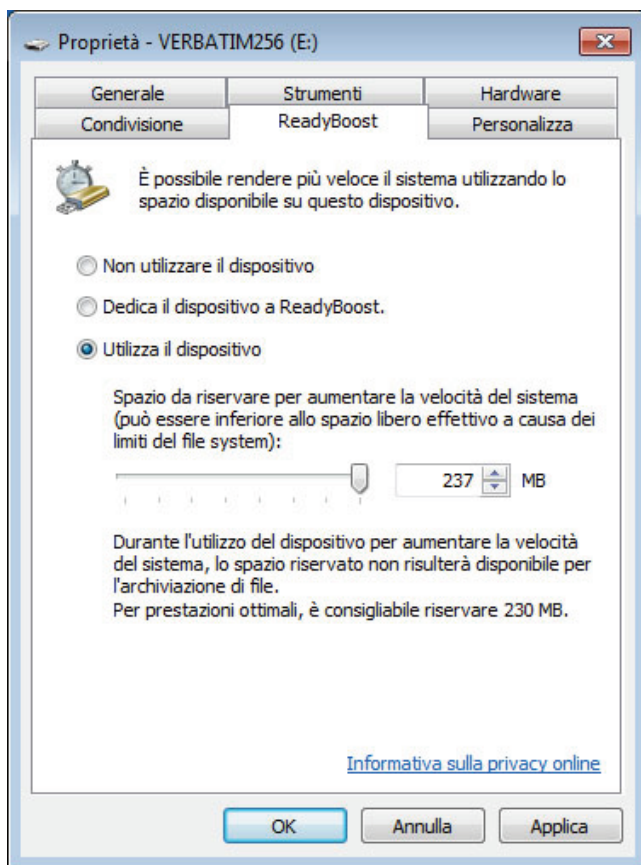 Proprietà - VERBATIM256 (E:)
Generale Strumenti Hardware
Condivisione ReadyBoost Personalizza
È possibile rendere più veloce il sistema utilizzando lo
spazio disponibile su questo dispositivo.
Non utilizzare il dispositivo
Dedica il dispositivo a ReadyBoost.
Utilizza il dispositivo
Spazio da riservare per aumentare la velocità del sistema
(può essere inferiore allo spazio libero effettivo a causa dei
limiti del file system):
237 MB
Durante l'utilizzo del dispositivo per aumentare la velocità
del sistema, lo spazio riservato non risulterà disponibile per
l'archiviazione di file.
Per prestazioni ottimali, è consigliabile riservare 230 MB.
Informativa sulla privacy online
OK Annulla Applica